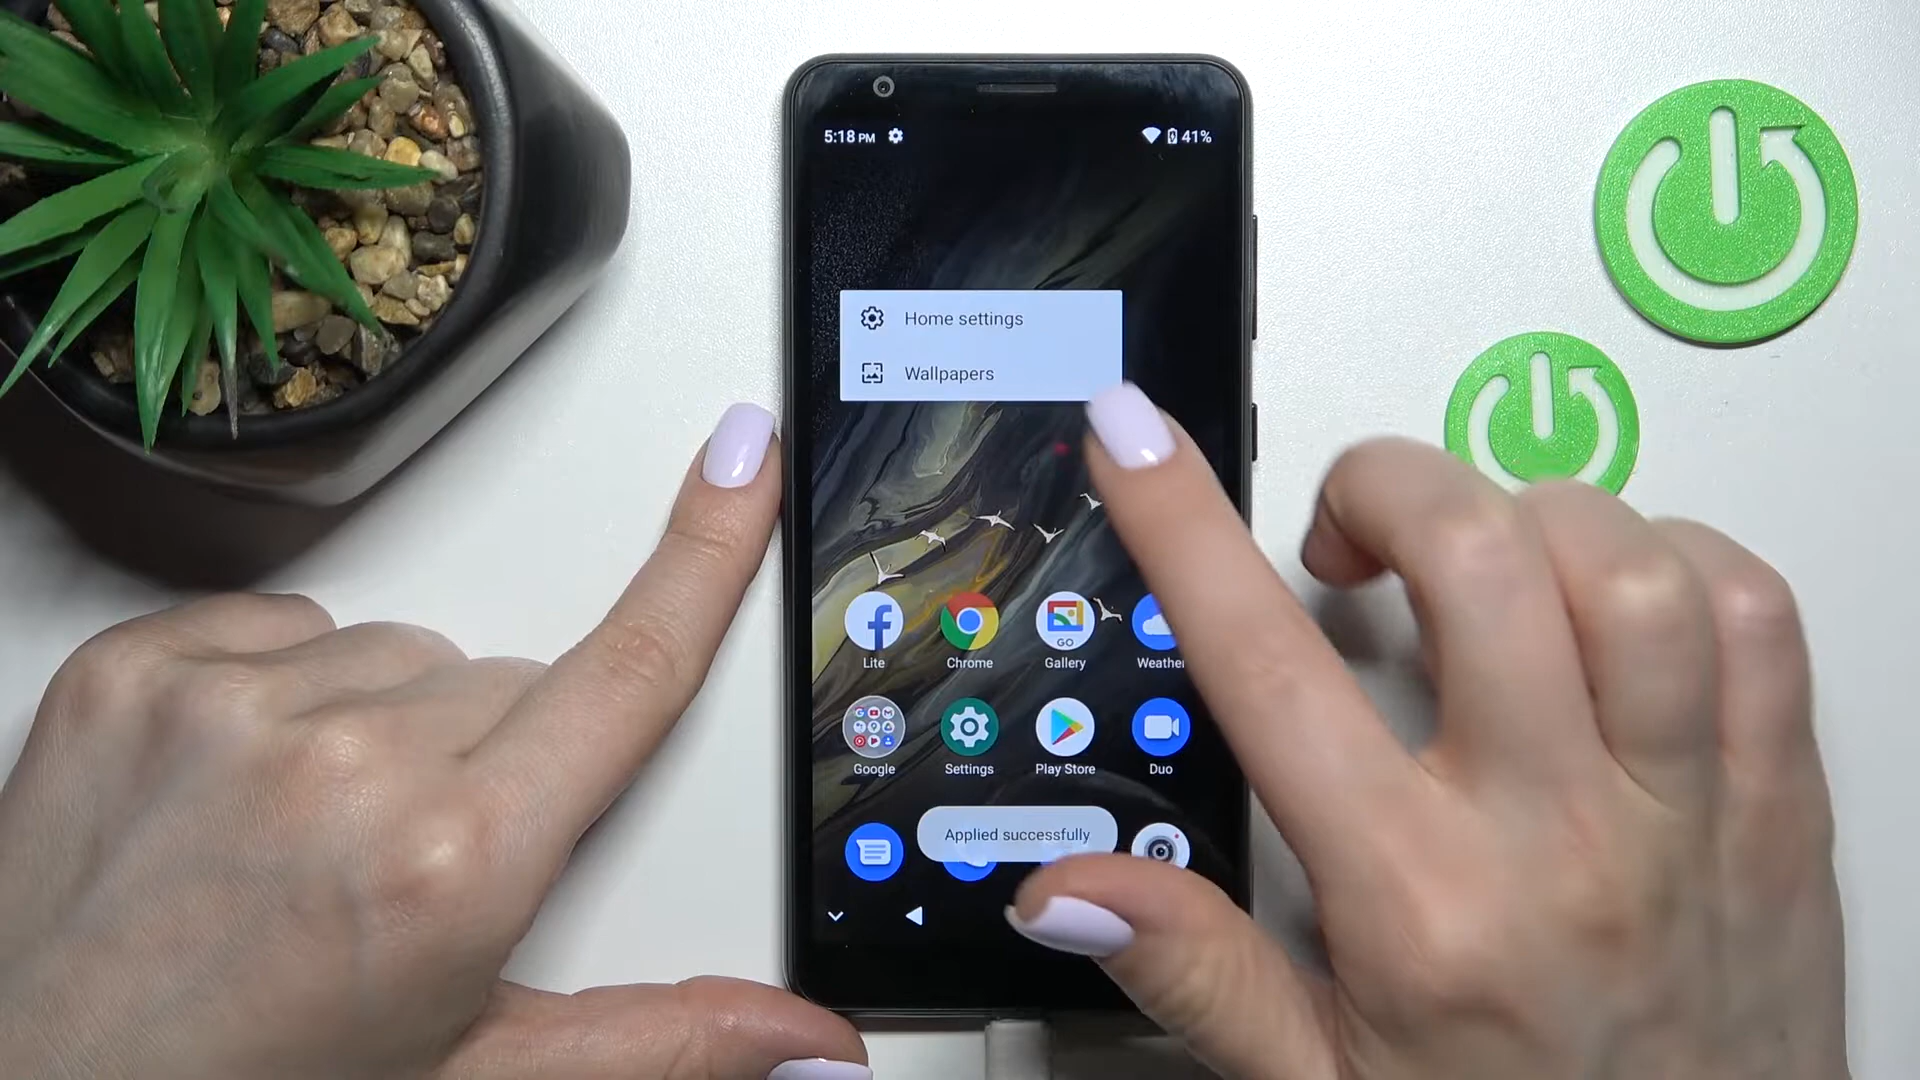 5:18 PM 41%
Home settings
Wallpapers
GO
Lite Chrome Gallery Weather
Google Settings Play Store Duo
Applied successfully